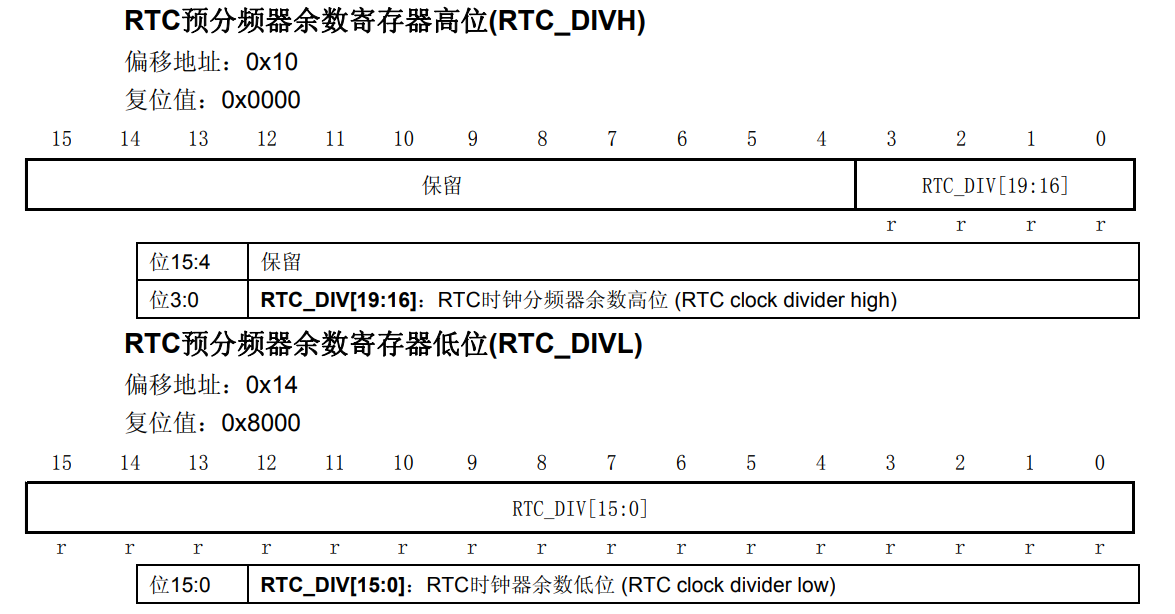 RTC预分频器余数寄存器高位(RTC_DIVH)
偏移地址：0x10
复位值：0x0000
15 14 13 12 11 10 9 8 7 6 5 4 3 2 1 0
保留 RTC_DIV[19:16]
r r r r
位15:4 保留
位3:0 RTC_DIV[19:16]：RTC时钟分频器余数高位 (RTC clock divider high)
RTC预分频器余数寄存器低位(RTC_DIVL)
偏移地址：0x14
复位值：0x8000
15 14 13 12 11 10 9 8 7 6 5 4 3 2 1 0
RTC_DIV[15:0]
r r r r r r r r r r r r r r r r
位15:0 RTC_DIV[15:0]：RTC时钟器余数低位 (RTC clock divider low)